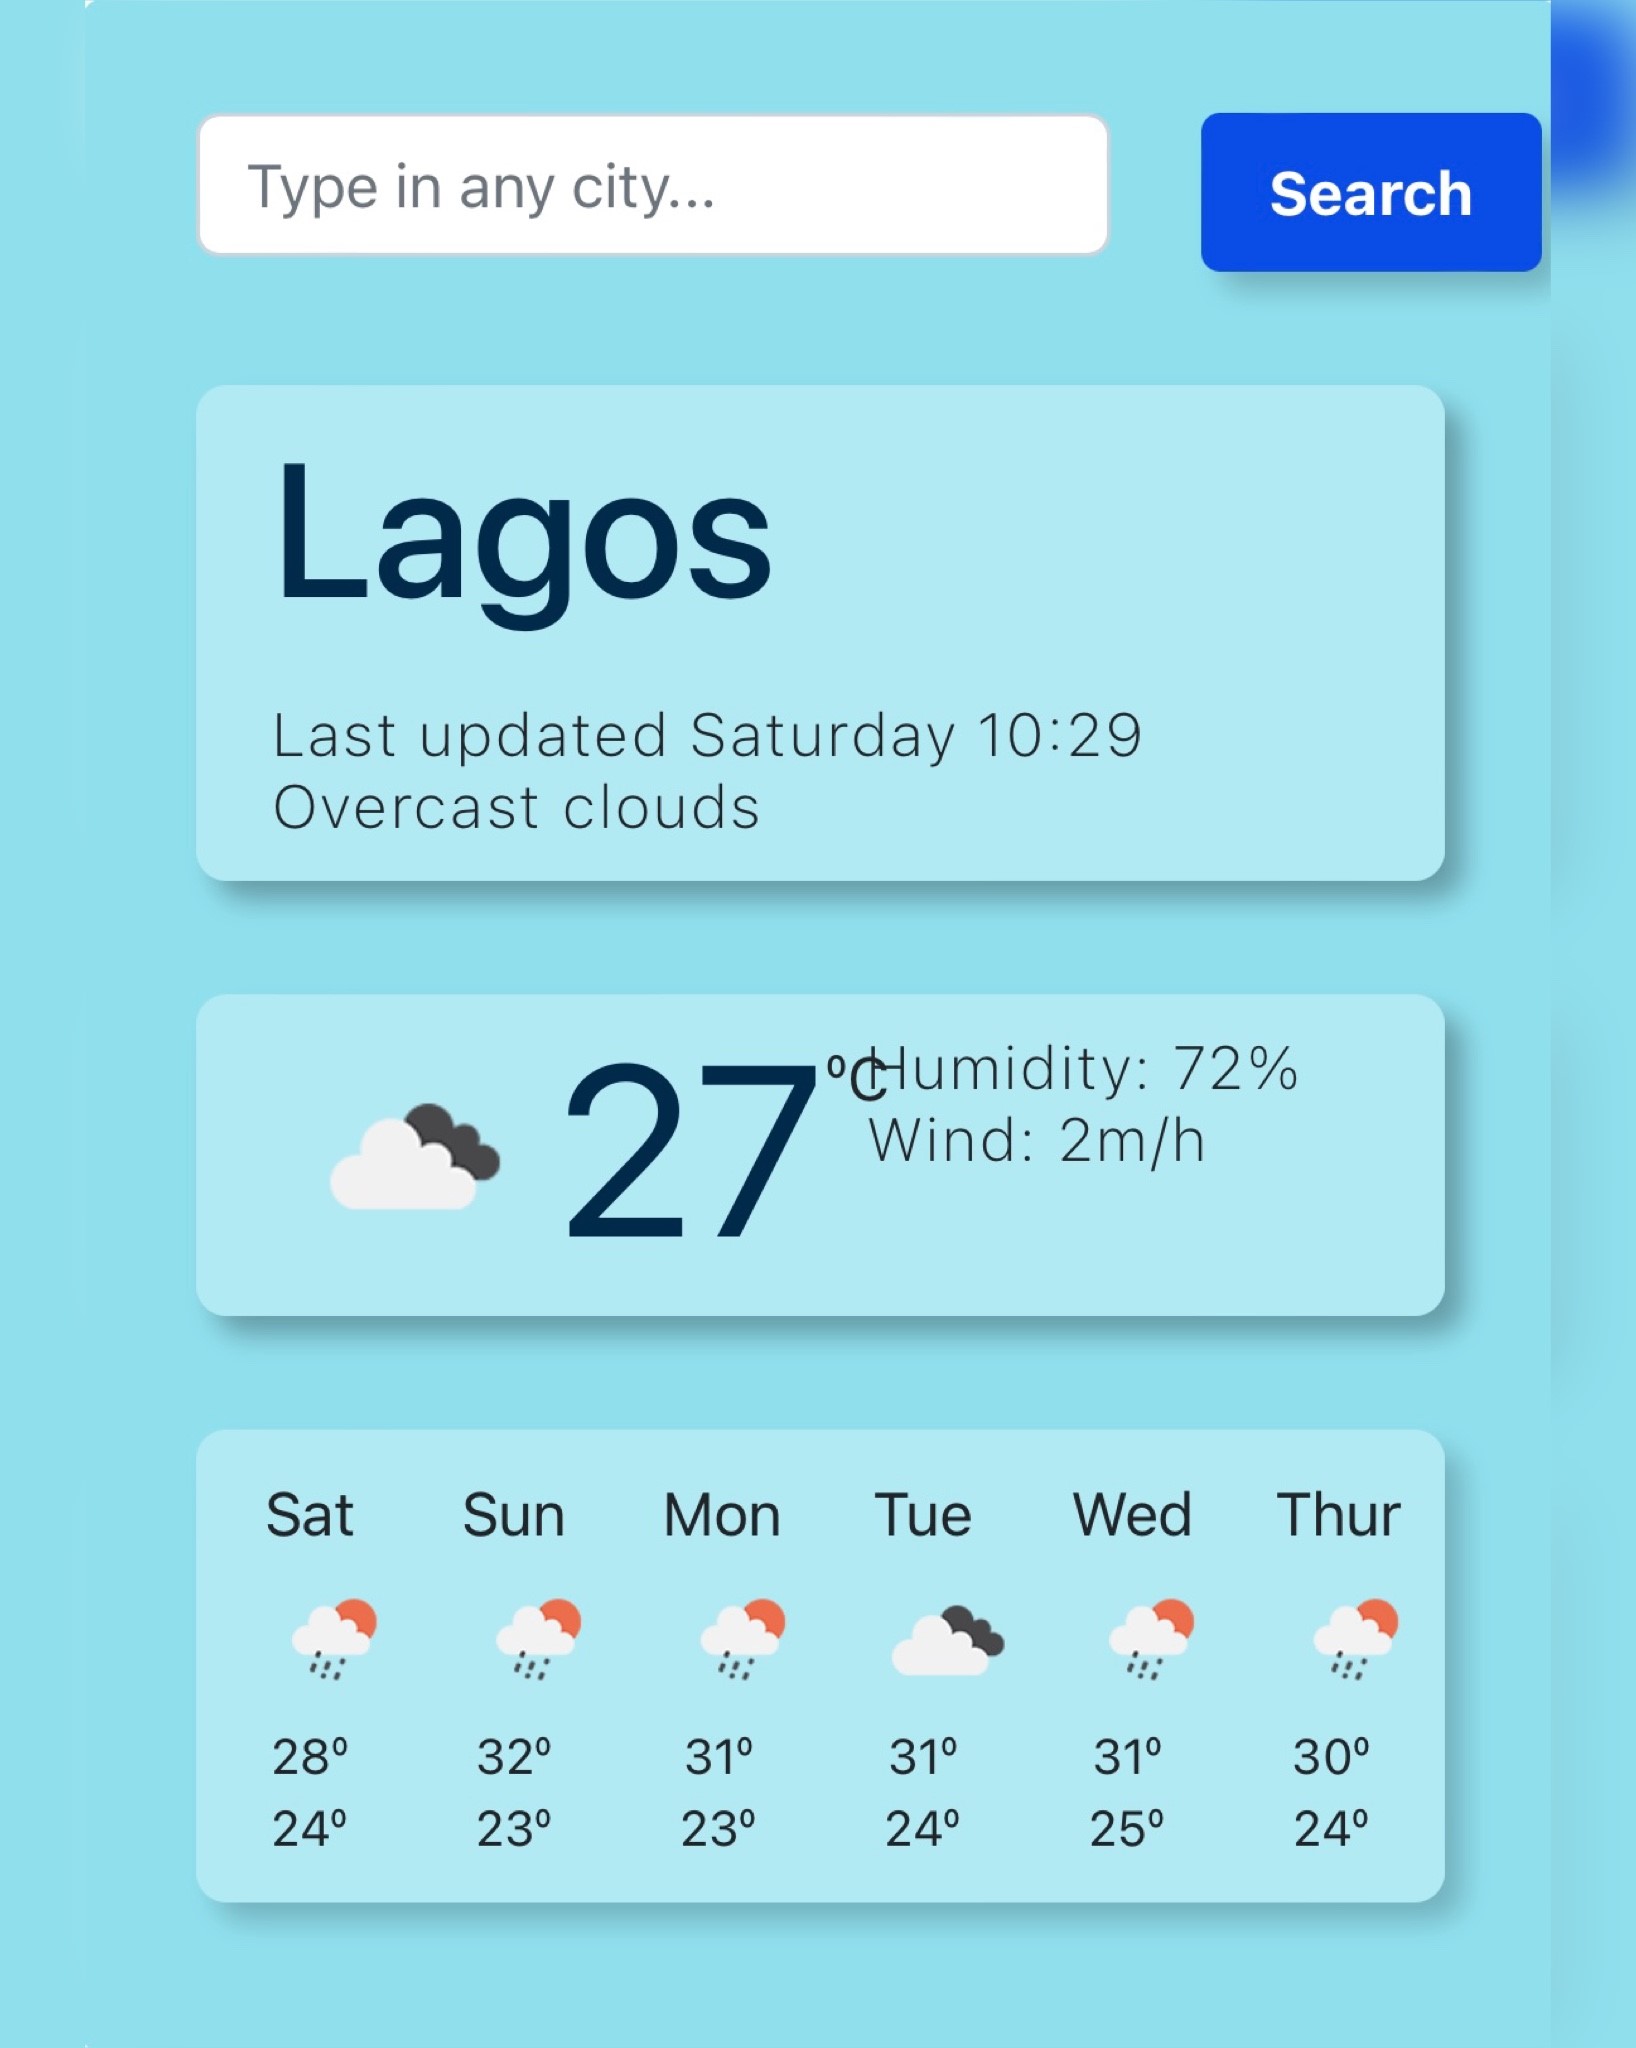 Type in any city...
Search
Lagos
Last updated Saturday 10:29
Overcast clouds
27ºC
Humidity: 72%
Wind: 2m/h
Sat Sun Mon Tue Wed Thur
28º 32º 31º 31º 31º 30º
24º 23º 23º 24º 25º 24º